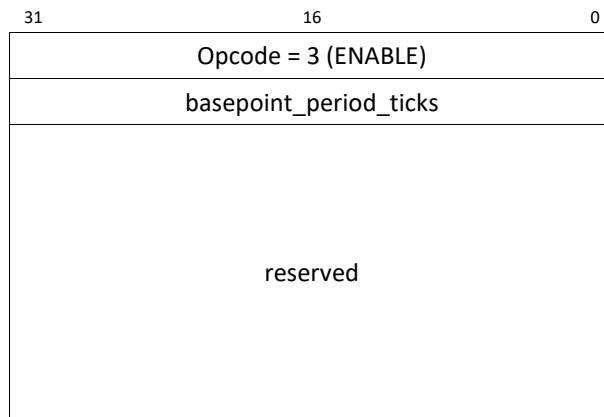 31 16 0
Opcode = 3 (ENABLE)
basepoint_period_ticks
reserved